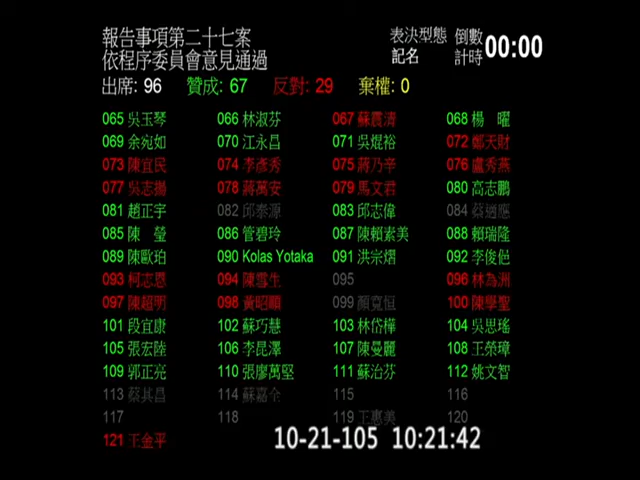 報告事項第二十七案
依程序委員會意見通過
表決型態 記名
倒數計時 00:00
出席: 96 贊成: 67 反對: 29 棄權: 0
065 吳玉琴 066 林淑芬 067 蘇震清 068 楊 曜
069 余宛如 070 江永昌 071 吳焜裕 072 鄭天財
073 陳宜民 074 李彥秀 075 蔣乃辛 076 盧秀燕
077 吳志揚 078 蔣萬安 079 馬文君 080 高志鵬
081 趙正宇 082 邱泰源 083 邱志偉 084 蔡適應
085 陳 瑩 086 管碧玲 087 陳賴素美 088 賴瑞隆
089 陳歐珀 090 Kolas Yotaka 091 洪宗熠 092 李俊俋
093 柯志恩 094 陳雪生 095 096 林為洲
097 陳超明 098 黃昭順 099 顏寬恒 100 陳學聖
101 段宜康 102 蘇巧慧 103 林岱樺 104 吳思瑤
105 張宏陸 106 李昆澤 107 陳曼麗 108 王榮璋
109 郭正亮 110 張廖萬堅 111 蘇治芬 112 姚文智
113 蔡其昌 114 蘇嘉全 115 116
117 118 119 王惠美 120
121 王金平
10-21-105 10:21:42